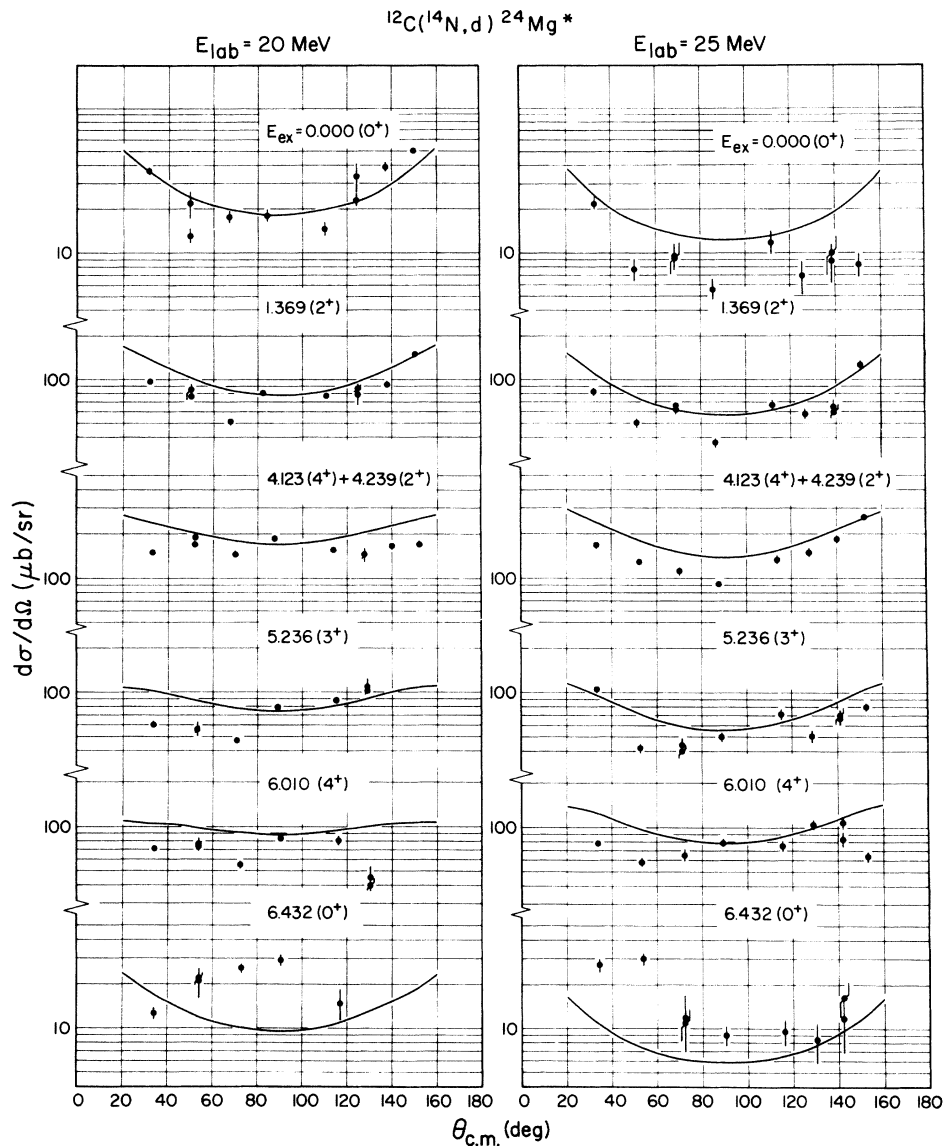 ¹²C(¹⁴N,d) ²⁴Mg*
E_lab = 20 MeV
E_lab = 25 MeV
dσ/dΩ (μb/sr)
E_ex = 0.000 (0⁺)
10
1.369 (2⁺)
100
4.123 (4⁺) + 4.239 (2⁺)
100
5.236 (3⁺)
100
6.010 (4⁺)
100
6.432 (0⁺)
10
0 20 40 60 80 100 120 140 160 180
E_ex = 0.000 (0⁺)
10
1.369 (2⁺)
100
4.123 (4⁺) + 4.239 (2⁺)
100
5.236 (3⁺)
100
6.010 (4⁺)
100
6.432 (0⁺)
10
0 20 40 60 80 100 120 140 160 180
θ_c.m. (deg)